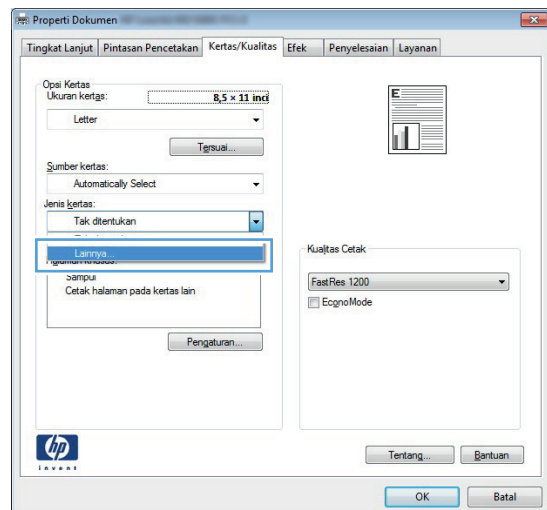 Properti Dokumen
Tingkat Lanjut Pintasan Pencetakan Kertas/Kualitas Efek Penyelesaian Layanan
Opsi Kertas
Ukuran kertas:
8,5 × 11 inci
Letter
Tersuai...
Sumber kertas:
Automatically Select
Jenis kertas:
Tak ditentukan
Lainnya...
Sampul
Cetak halaman pada kertas lain
Pengaturan...
E
Kualitas Cetak
FastRes 1200
EconoMode
hp
invent
Tentang... Bantuan
OK Batal